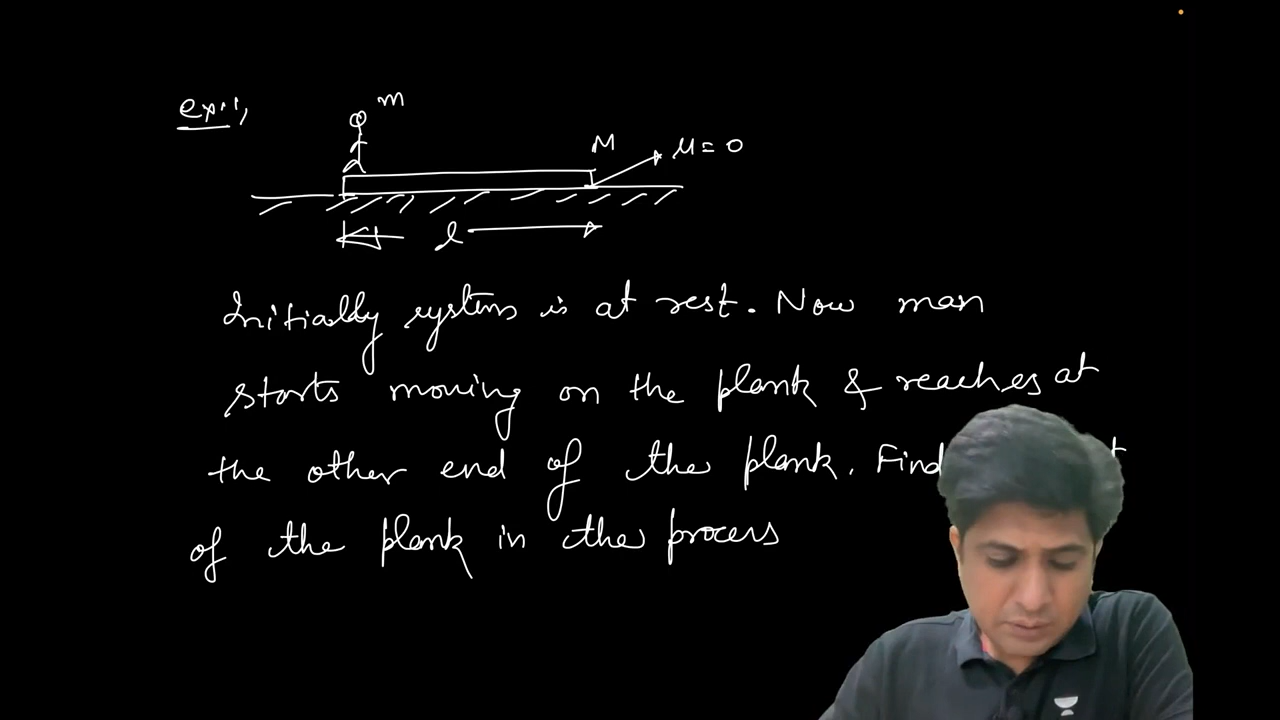 ex:1,
m
M
μ = 0
l
Initially system is at rest. Now man
starts moving on the plank & reaches at
the other end of the plank. Find
of the plank in the process